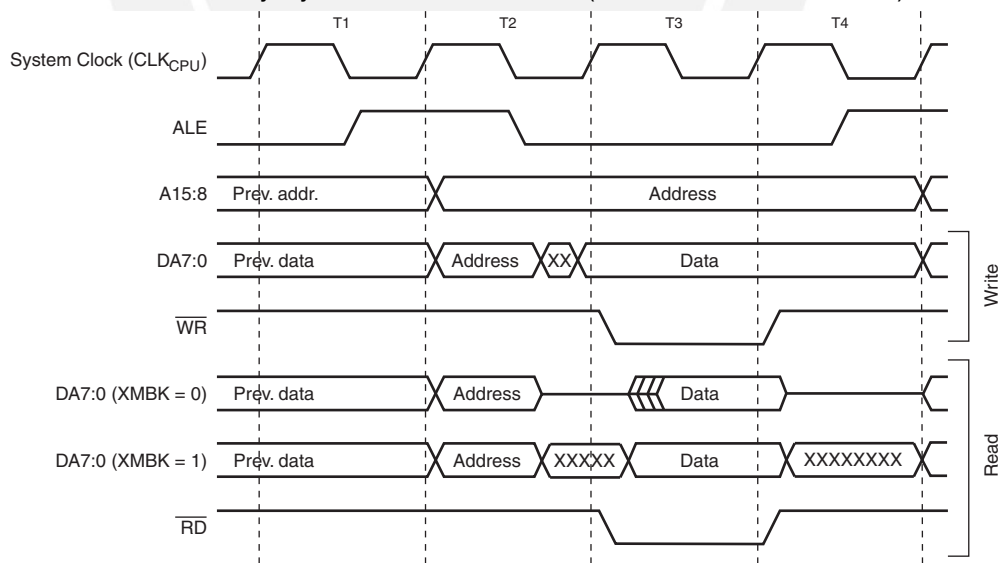 T1 T2 T3 T4
System Clock (CLKCPU)
ALE
A15:8 Prev. addr. Address
DA7:0 Prev. data Address XX Data
WR
Write
DA7:0 (XMBK = 0) Prev. data Address Data
DA7:0 (XMBK = 1) Prev. data Address XXXXX Data XXXXXXXX
RD
Read